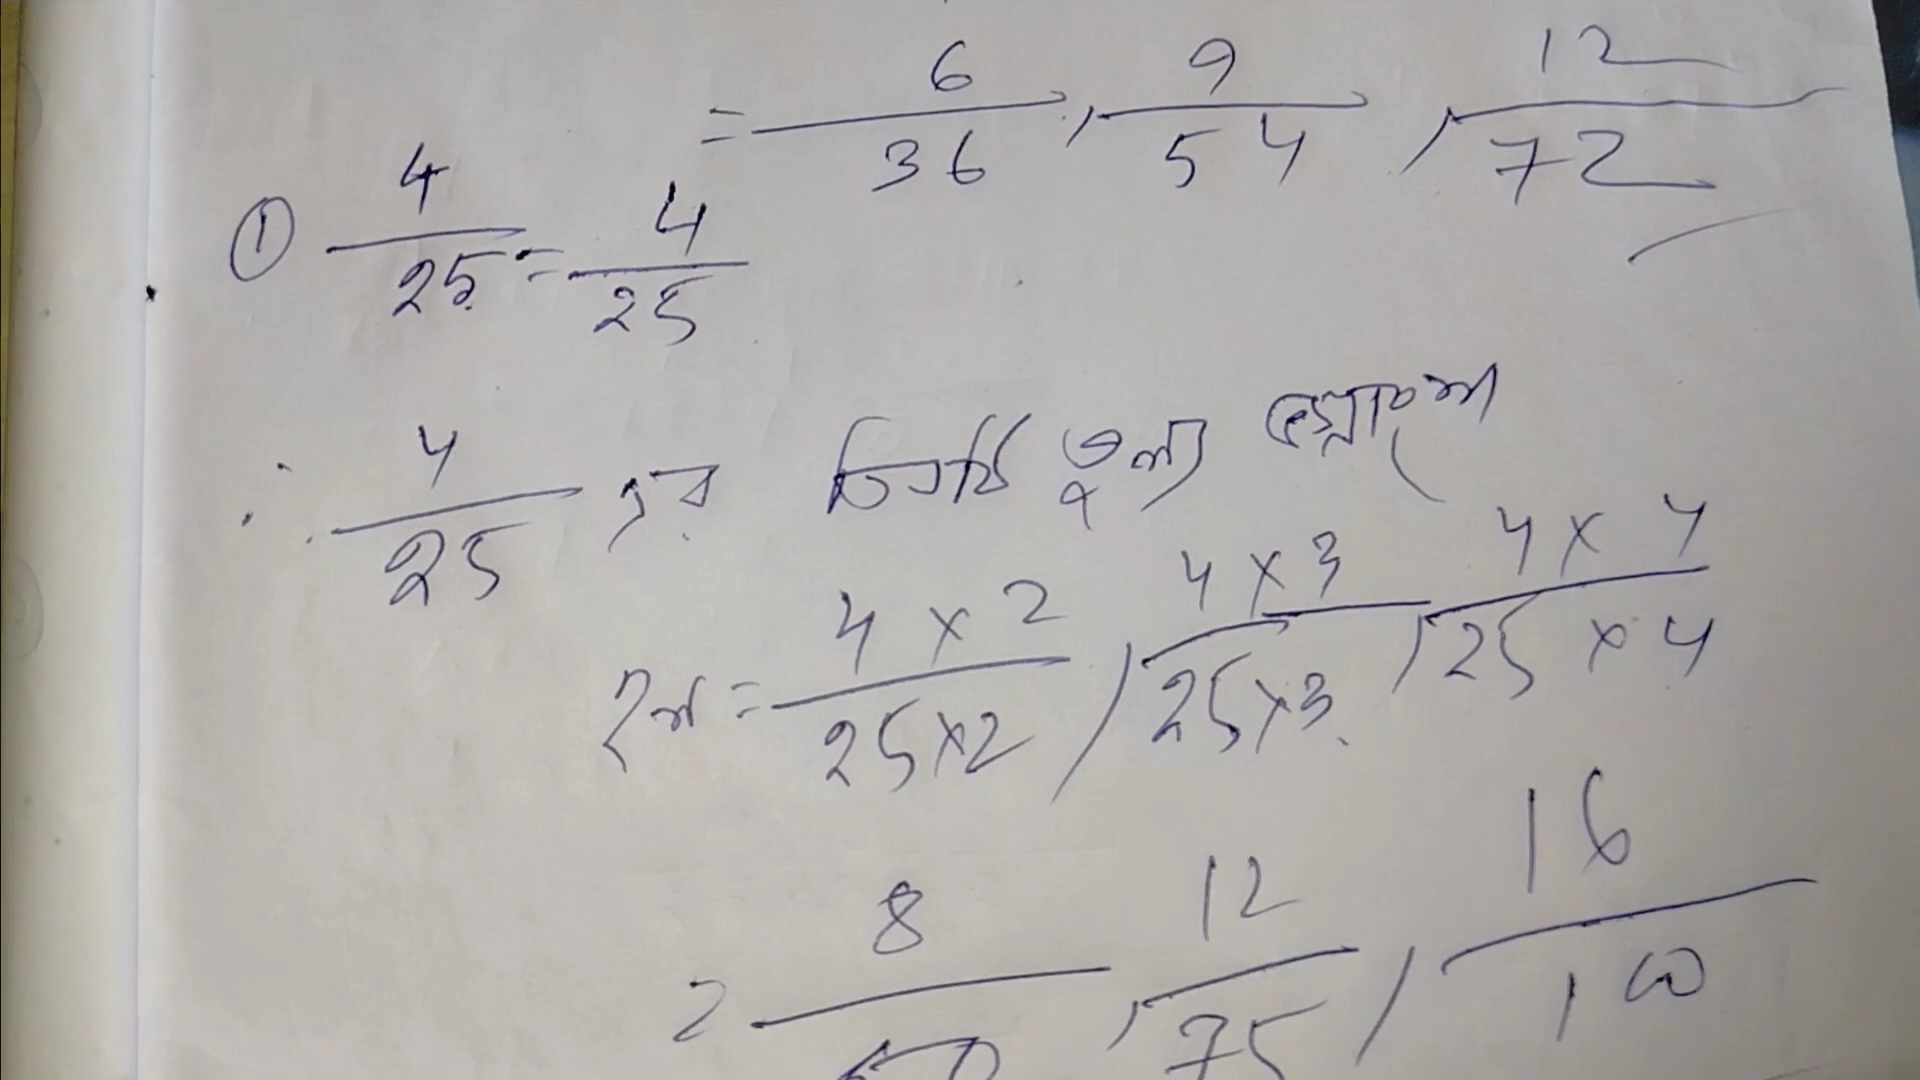 = 6/36, 9/54, 12/72
① 4/25 = 4/25
∴ 4/25 এর তিনটি তুল্য ভগ্নাংশ
হল = 4×2/25×2, 4×3/25×3, 4×4/25×4
= 8/50, 12/75, 16/100